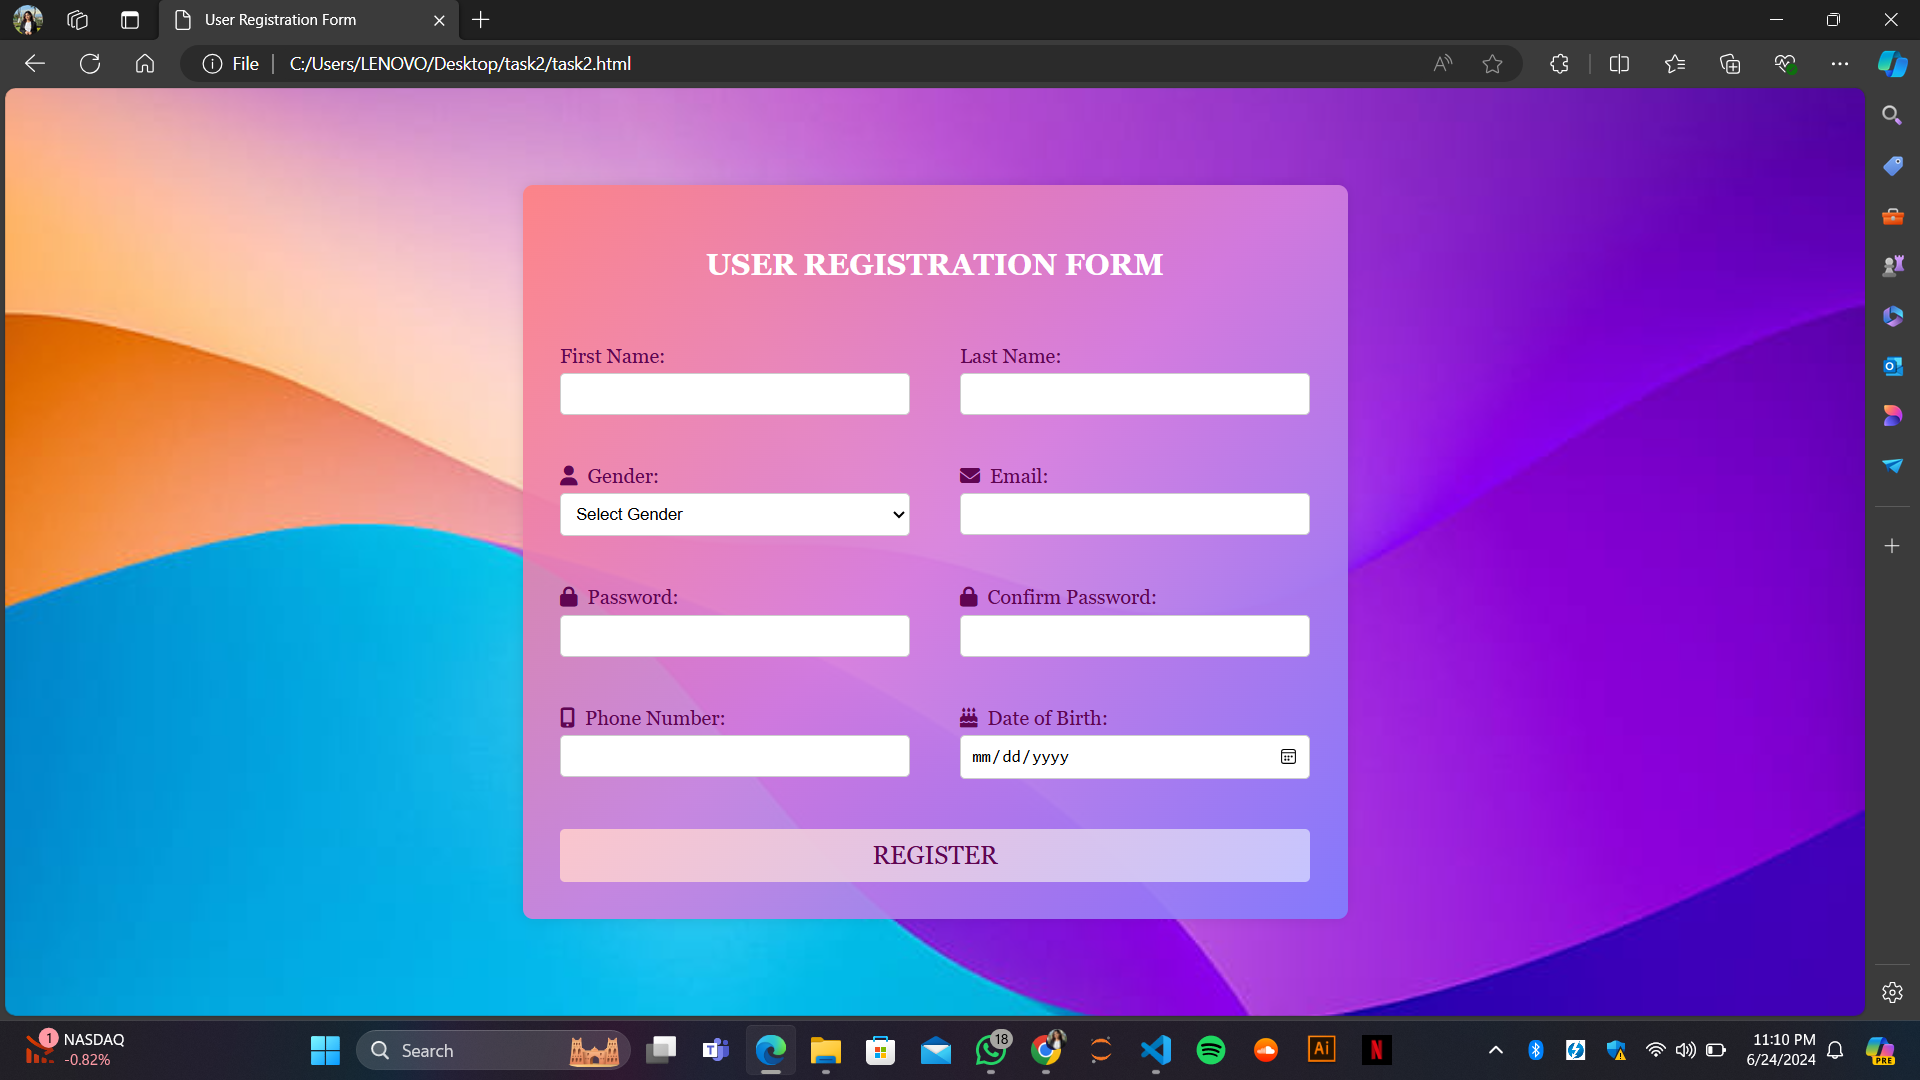 User Registration Form
File
C:/Users/LENOVO/Desktop/task2/task2.html
USER REGISTRATION FORM
First Name:
Last Name:
Gender:
Email:
Select Gender
Password:
Confirm Password:
Phone Number:
Date of Birth:
mm/dd/yyyy
REGISTER
1
NASDAQ
-0.82%
Search
18
Ai
11:10 PM
6/24/2024
PRE